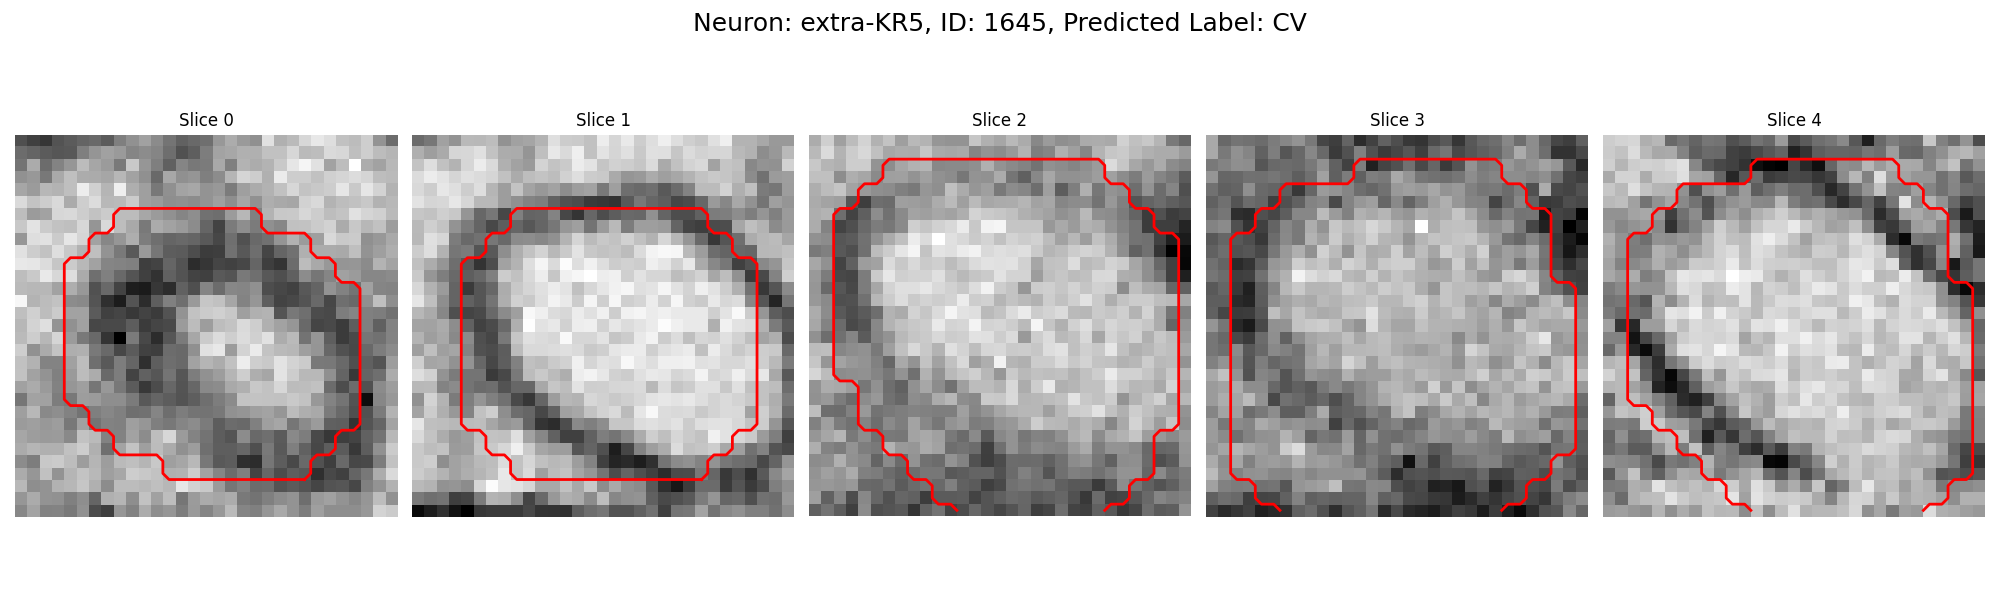 Neuron: extra-KR5, ID: 1645, Predicted Label: CV
Slice 0
Slice 1
Slice 2
Slice 3
Slice 4